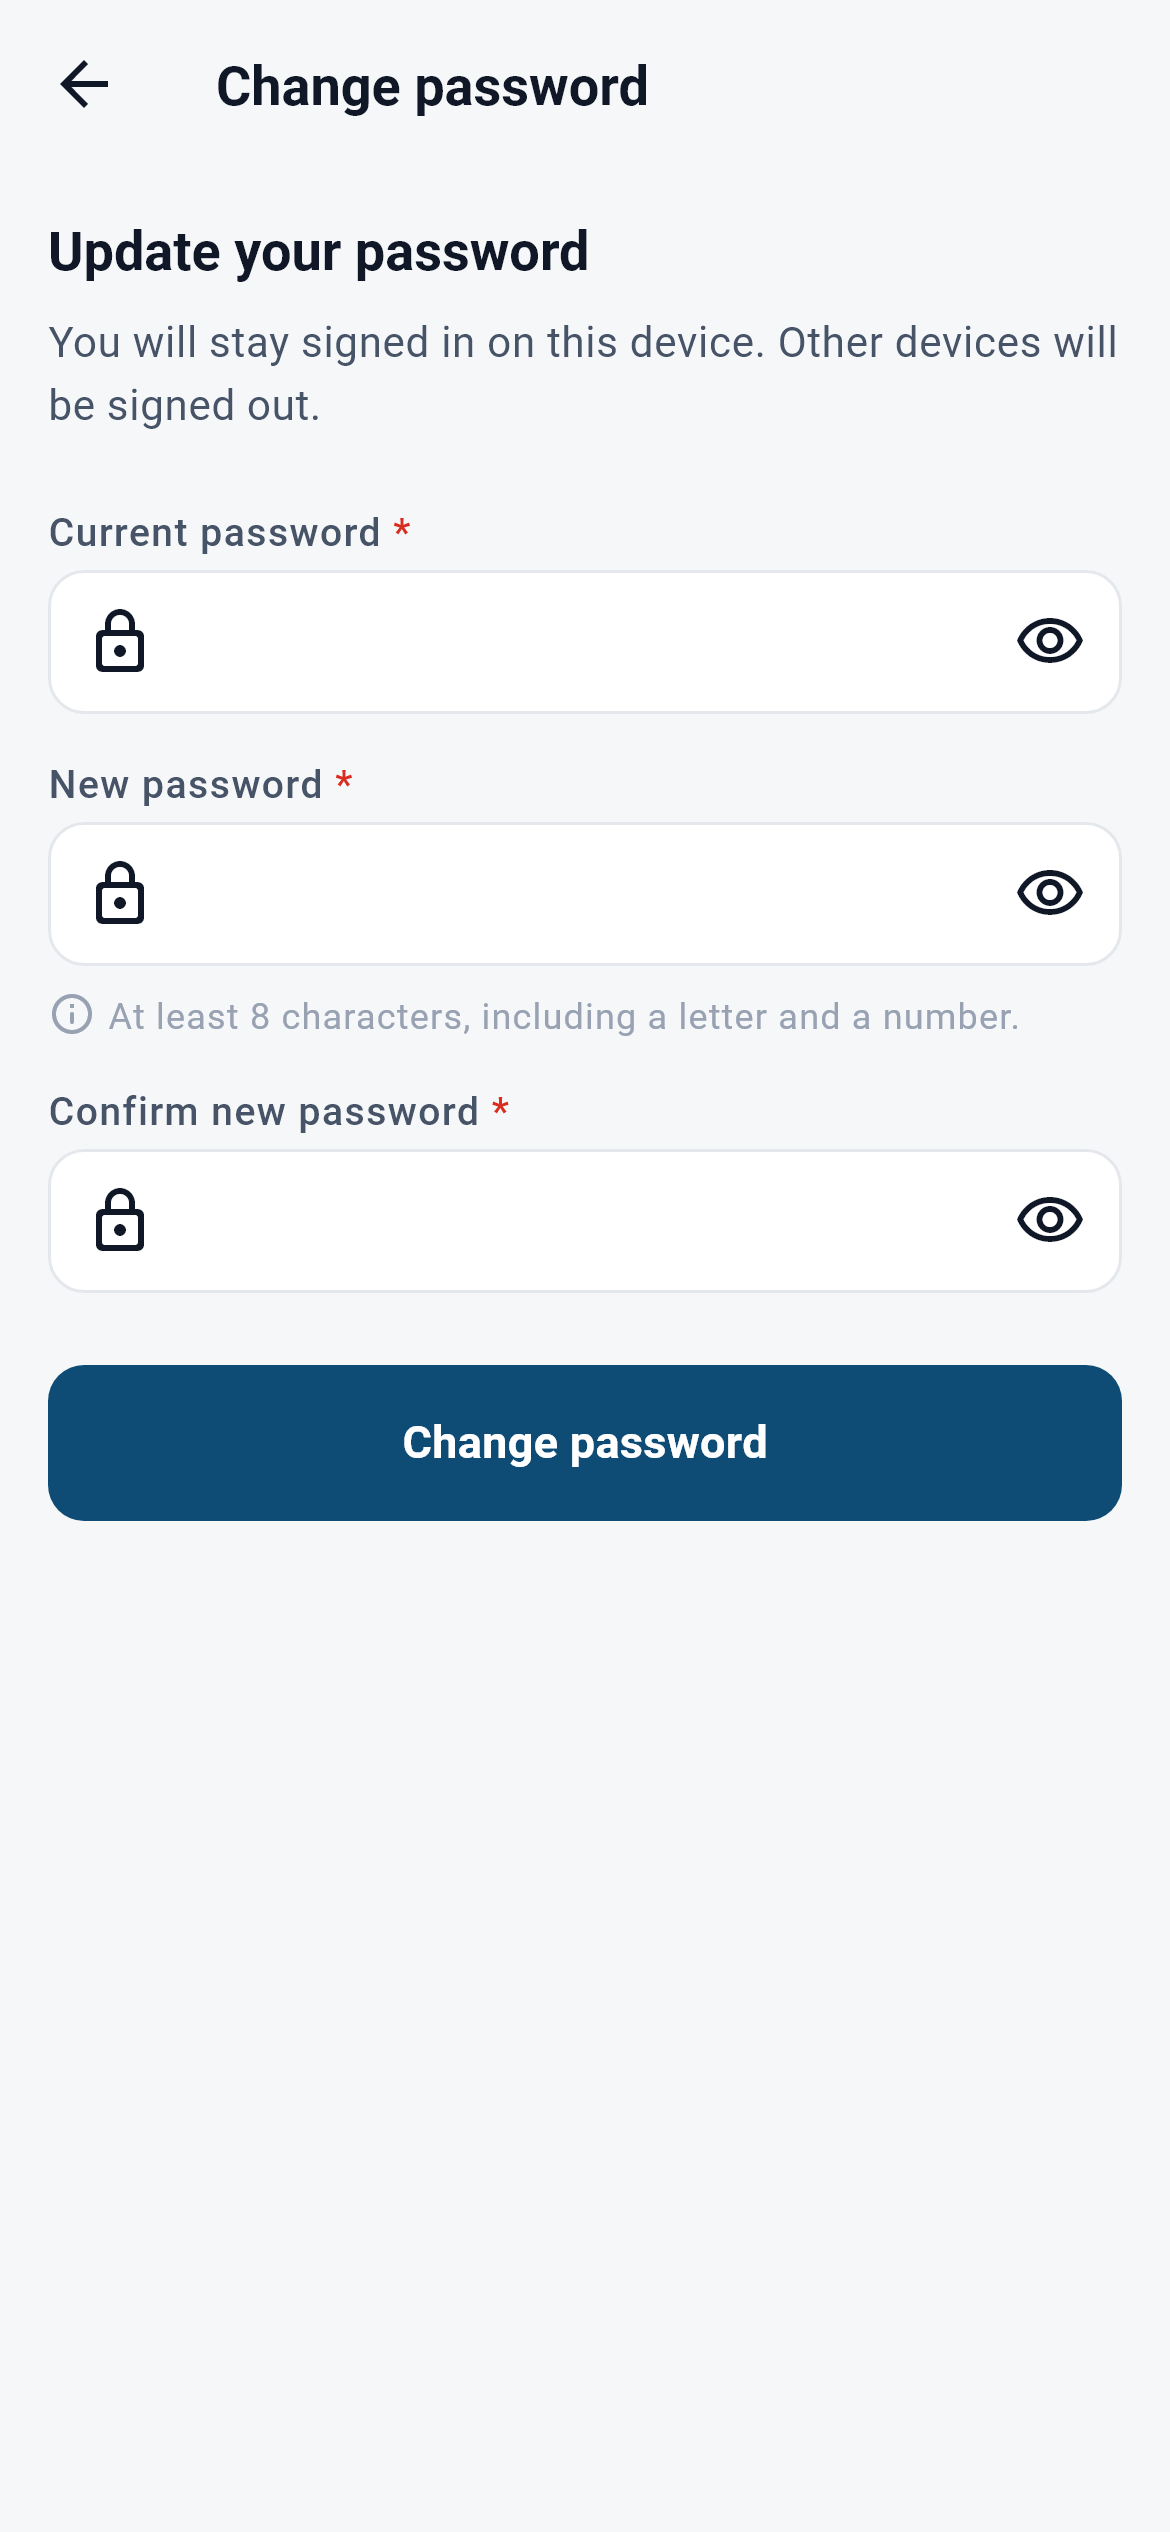 Change password
Update your password
You will stay signed in on this device. Other devices will
be signed out.
Current password *
New password *
At least 8 characters, including a letter and a number.
Confirm new password *
Change password